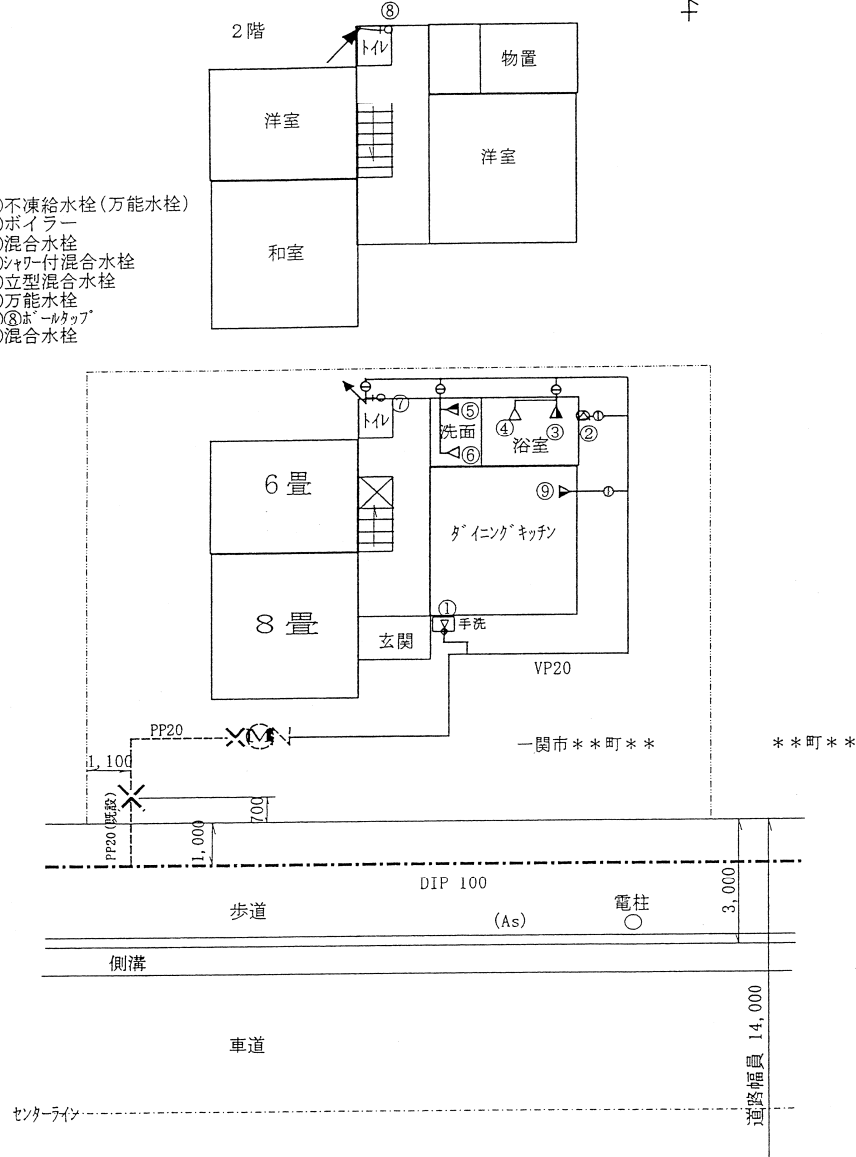 ⑧
2階
トイレ
物置
洋室
洋室
和室
不凍給水栓(万能水栓)
ボイラー
混合水栓
シャワー付混合水栓
立型混合水栓
万能水栓
⑧ボールタップ
混合水栓
⑦
トイレ
⑤
洗面
⑥
④
③
②
浴室
6畳
⑨
ダイニングキッチン
8畳
①
手洗
玄関
VP20
PP20
一関市**町**
**町**
1,100
PP20(既設)
700
1,000
DIP 100
3,000
歩道
(As)
電柱
側溝
車道
道路幅員 14,000
センターライン